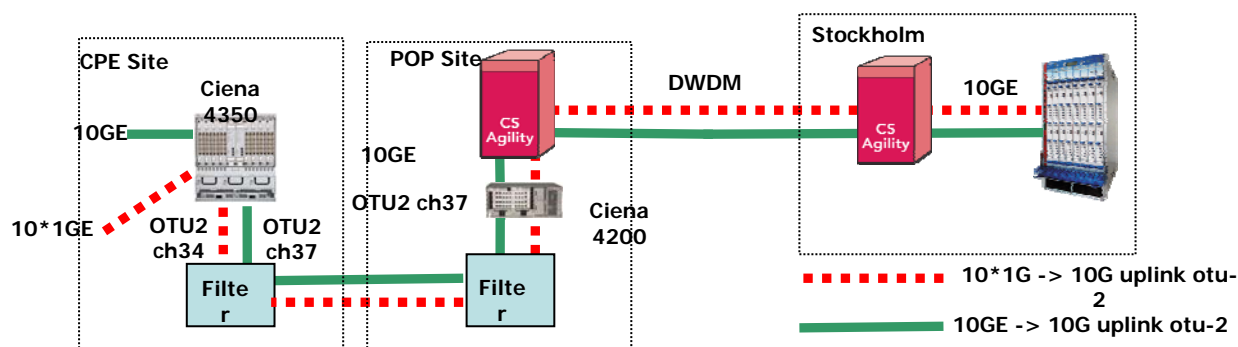 CPE Site
Ciena
4350
10GE
10*1GE
OTU2
ch34
OTU2
ch37
Filte
r
POP Site
CS
Agility
10GE
OTU2 ch37
Ciena
4200
Filte
r
DWDM
Stockholm
CS
Agility
10GE
10*1G -> 10G uplink otu-
2
10GE -> 10G uplink otu-2